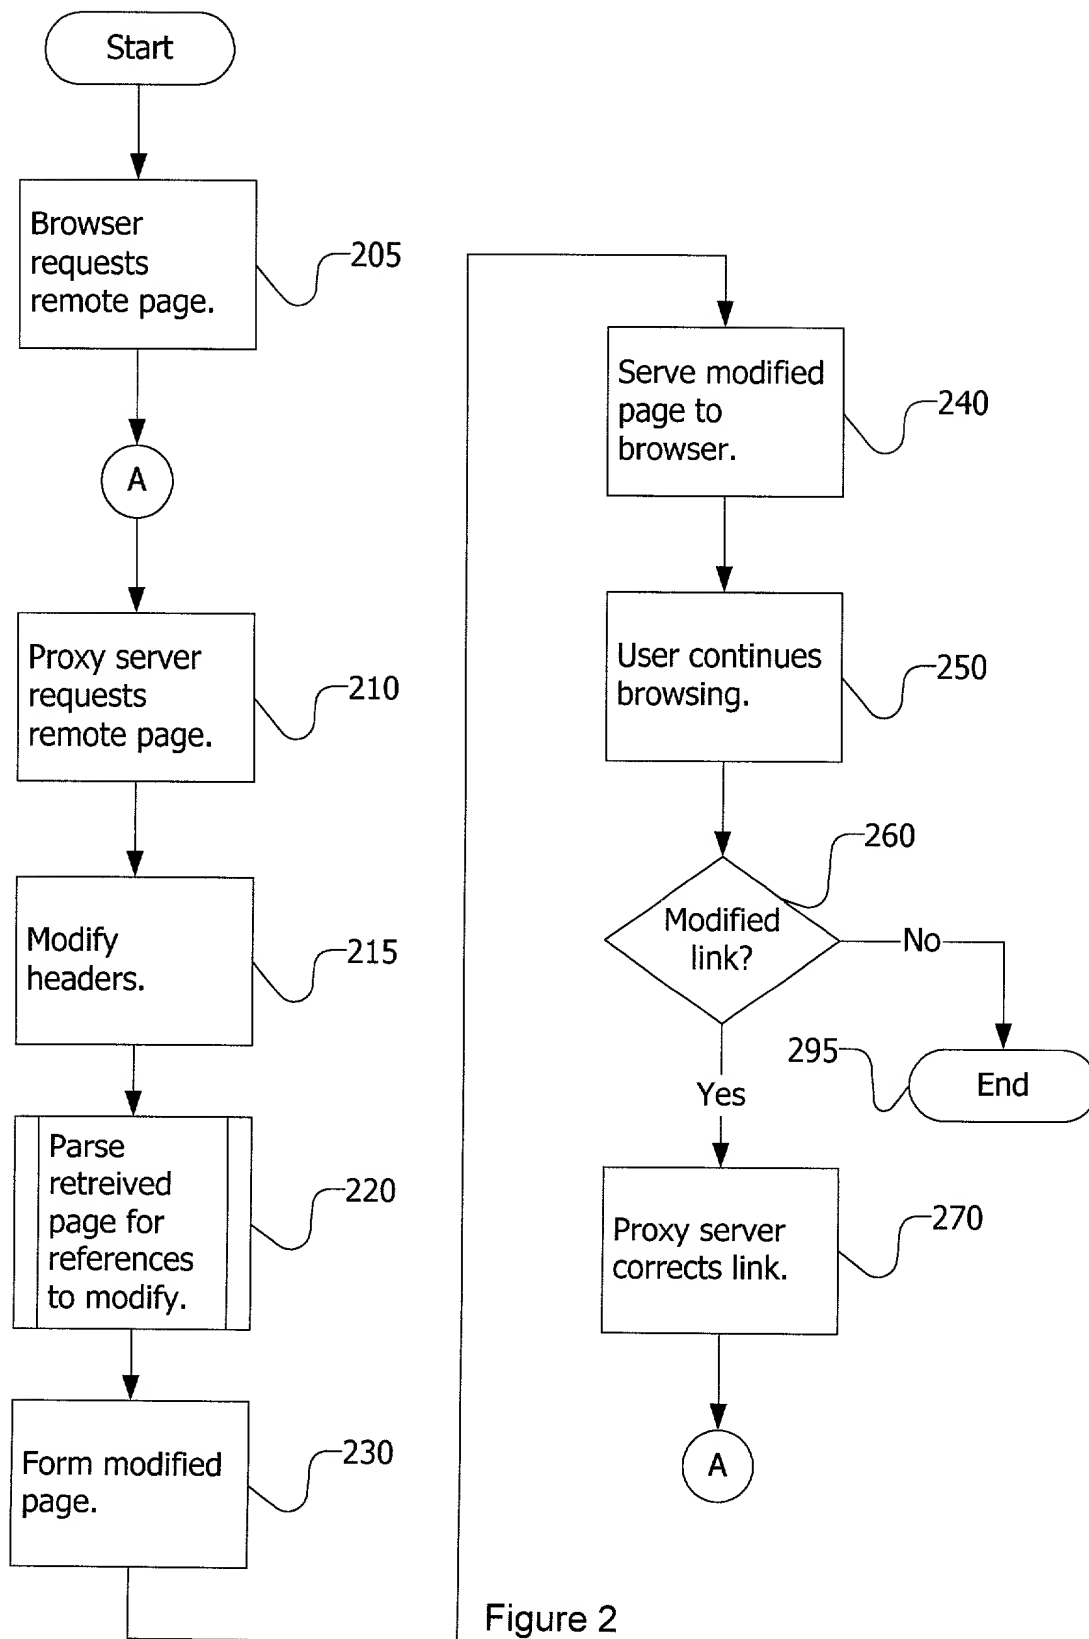 Start
Browser
requests
remote page.
205
A
Proxy server
requests
remote page.
210
Modify
headers.
215
Parse
retreived
page for
references
to modify.
220
Form modified
page.
230
Serve modified
page to
browser.
240
User continues
browsing.
250
Modified
link?
260
No
End
295
Yes
Proxy server
corrects link.
270
A
Figure 2